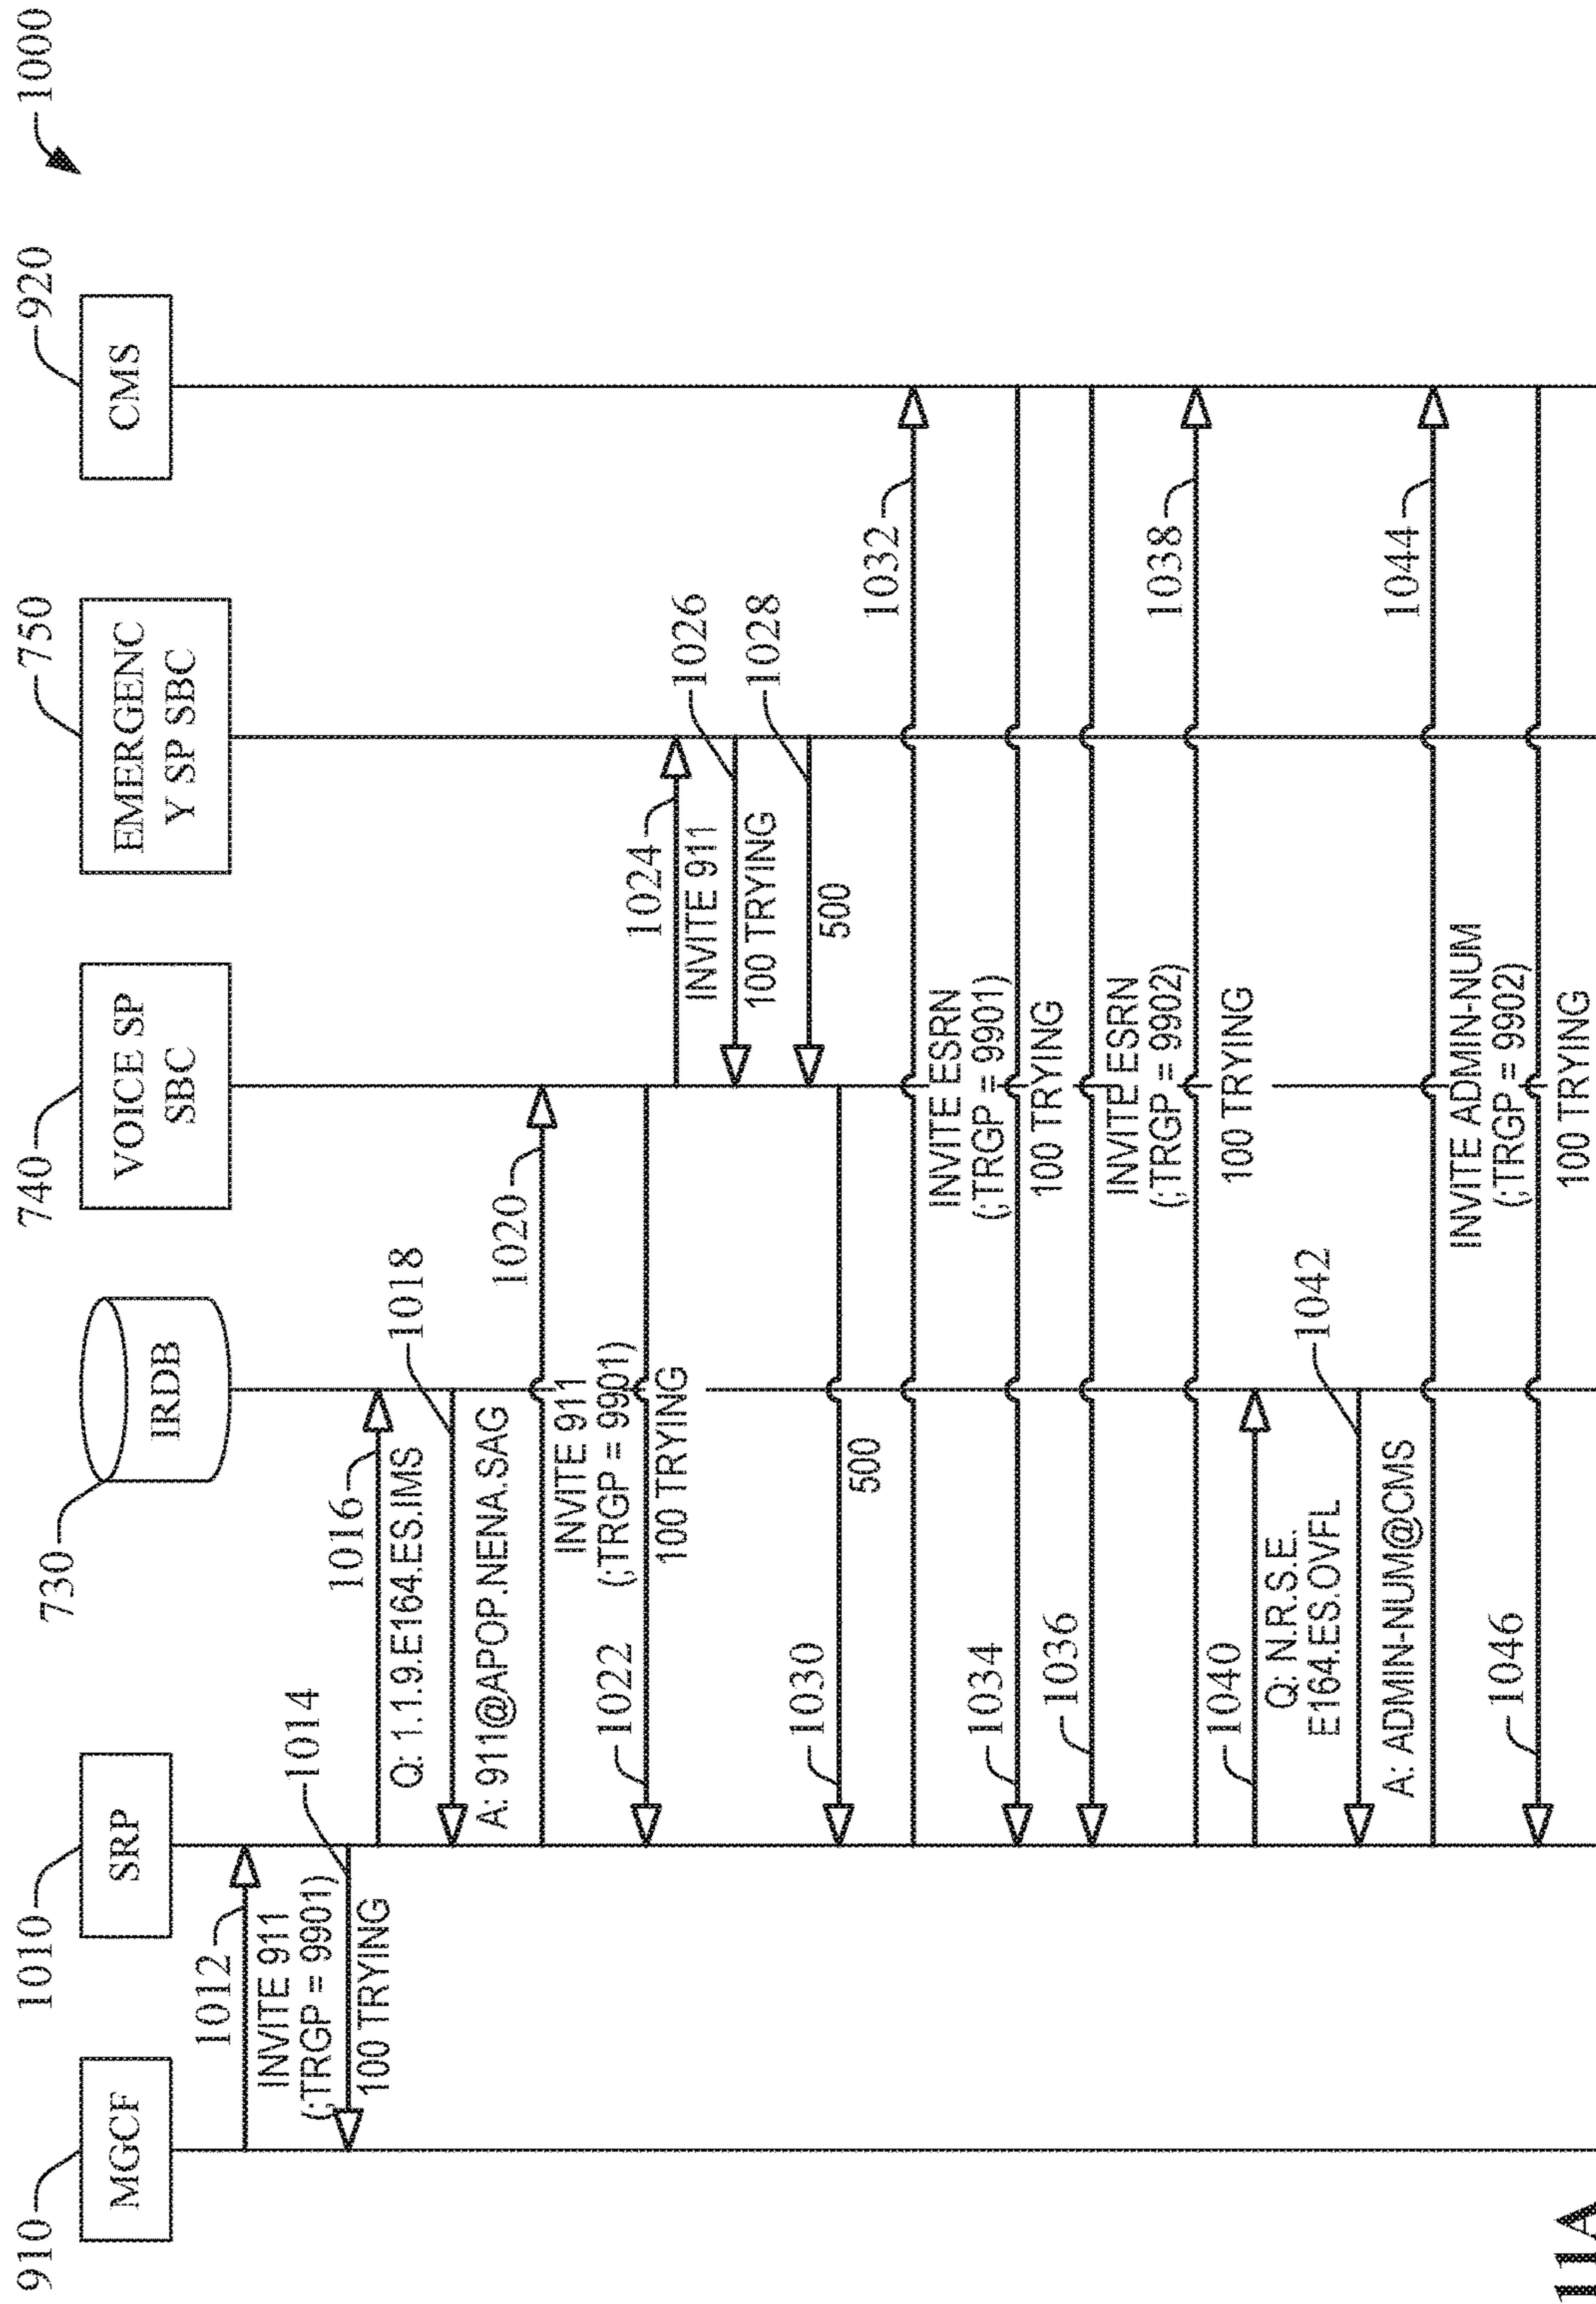 1000
910
MGCF
1010
SRP
730
IRDB
740
VOICE SP
SBC
750
EMERGENC
Y SP SBC
920
CMS
1012
INVITE 911
(;TRGP = 9901)
1014
100 TRYING
1016
Q: 1.1.9.E164.ES.IMS
1018
A: 911@APOP.NENA.SAG
1020
INVITE 911
(;TRGP = 9901)
1022
100 TRYING
1024
INVITE 911
1026
100 TRYING
1028
500
1030
500
1032
INVITE ESRN
(;TRGP = 9901)
1034
100 TRYING
1036
INVITE ESRN
(;TRGP = 9902)
1038
100 TRYING
1040
Q: N.R.S.E.
E164.ES.OVFL
1042
A: ADMIN-NUM@CMS
1044
INVITE ADMIN-NUM
(;TRGP = 9902)
1046
100 TRYING
11A